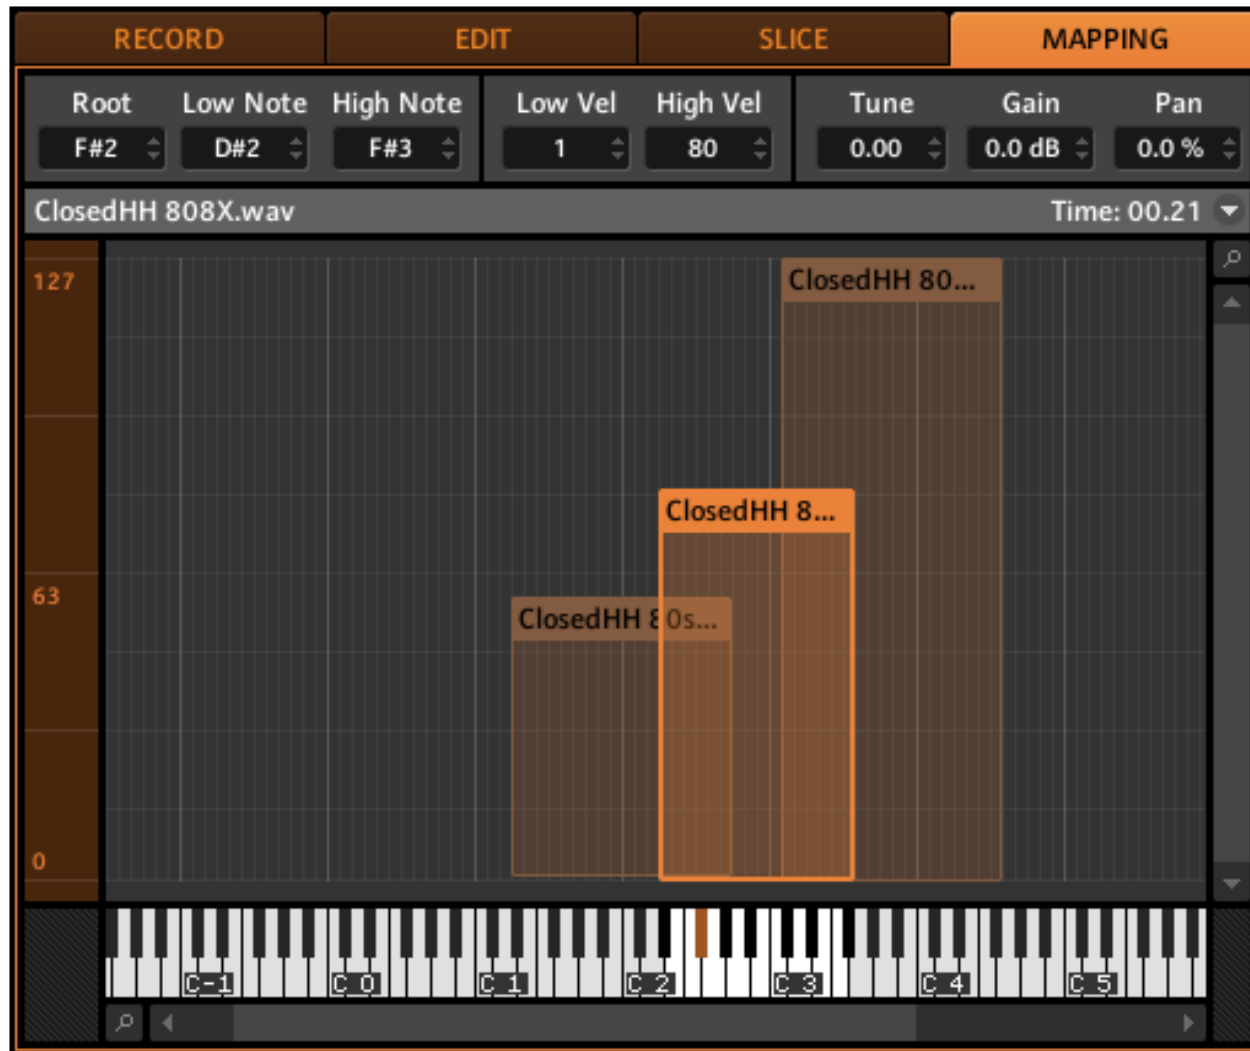 RECORD EDIT SLICE MAPPING
Root Low Note High Note Low Vel High Vel Tune Gain Pan
F#2 D#2 F#3 1 80 0.00 0.0 dB 0.0 %
ClosedHH 808X.wav Time: 00.21
127
ClosedHH 80...
ClosedHH 8...
63
ClosedHH 80s...
0
C-1 C 0 C 1 C 2 C 3 C 4 C 5